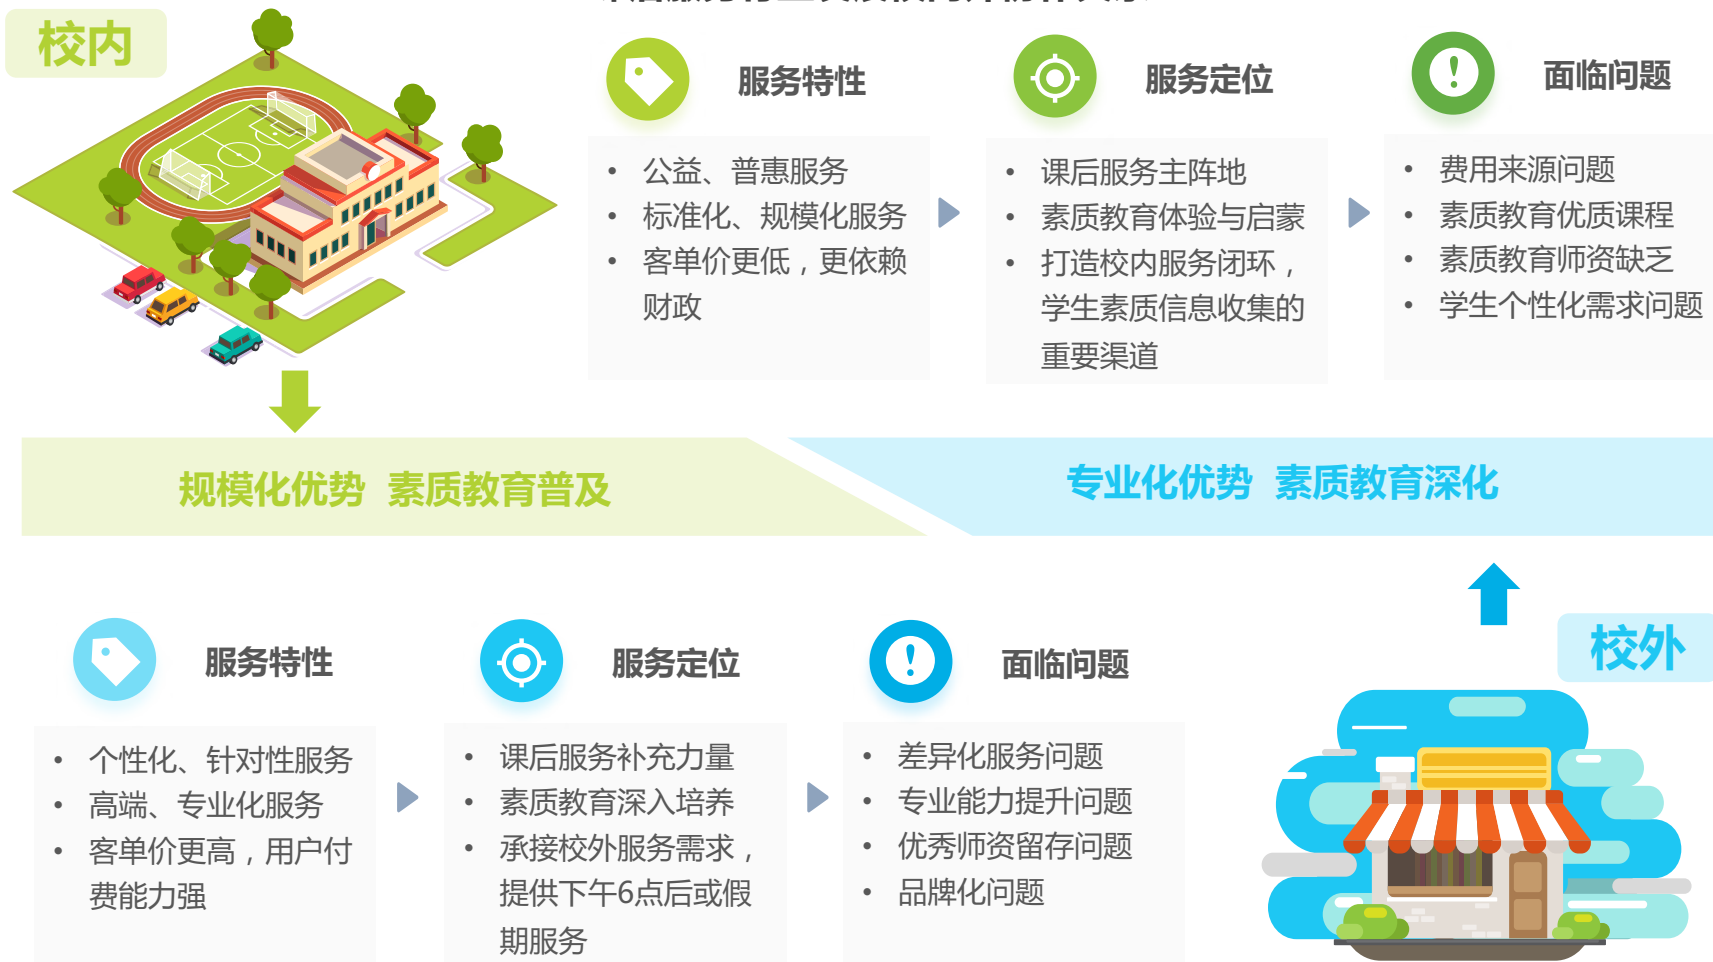 校内
服务特性
• 公益、普惠服务
• 标准化、规模化服务
• 客单价更低，更依赖
财政
服务定位
• 课后服务主阵地
• 素质教育体验与启蒙
• 打造校内服务闭环，
学生素质信息收集的
重要渠道
面临问题
• 费用来源问题
• 素质教育优质课程
• 素质教育师资缺乏
• 学生个性化需求问题
规模化优势 素质教育普及
专业化优势 素质教育深化
校外
服务特性
• 个性化、针对性服务
• 高端、专业化服务
• 客单价更高，用户付
费能力强
服务定位
• 课后服务补充力量
• 素质教育深入培养
• 承接校外服务需求，
提供下午6点后或假
期服务
面临问题
• 差异化服务问题
• 专业能力提升问题
• 优秀师资留存问题
• 品牌化问题